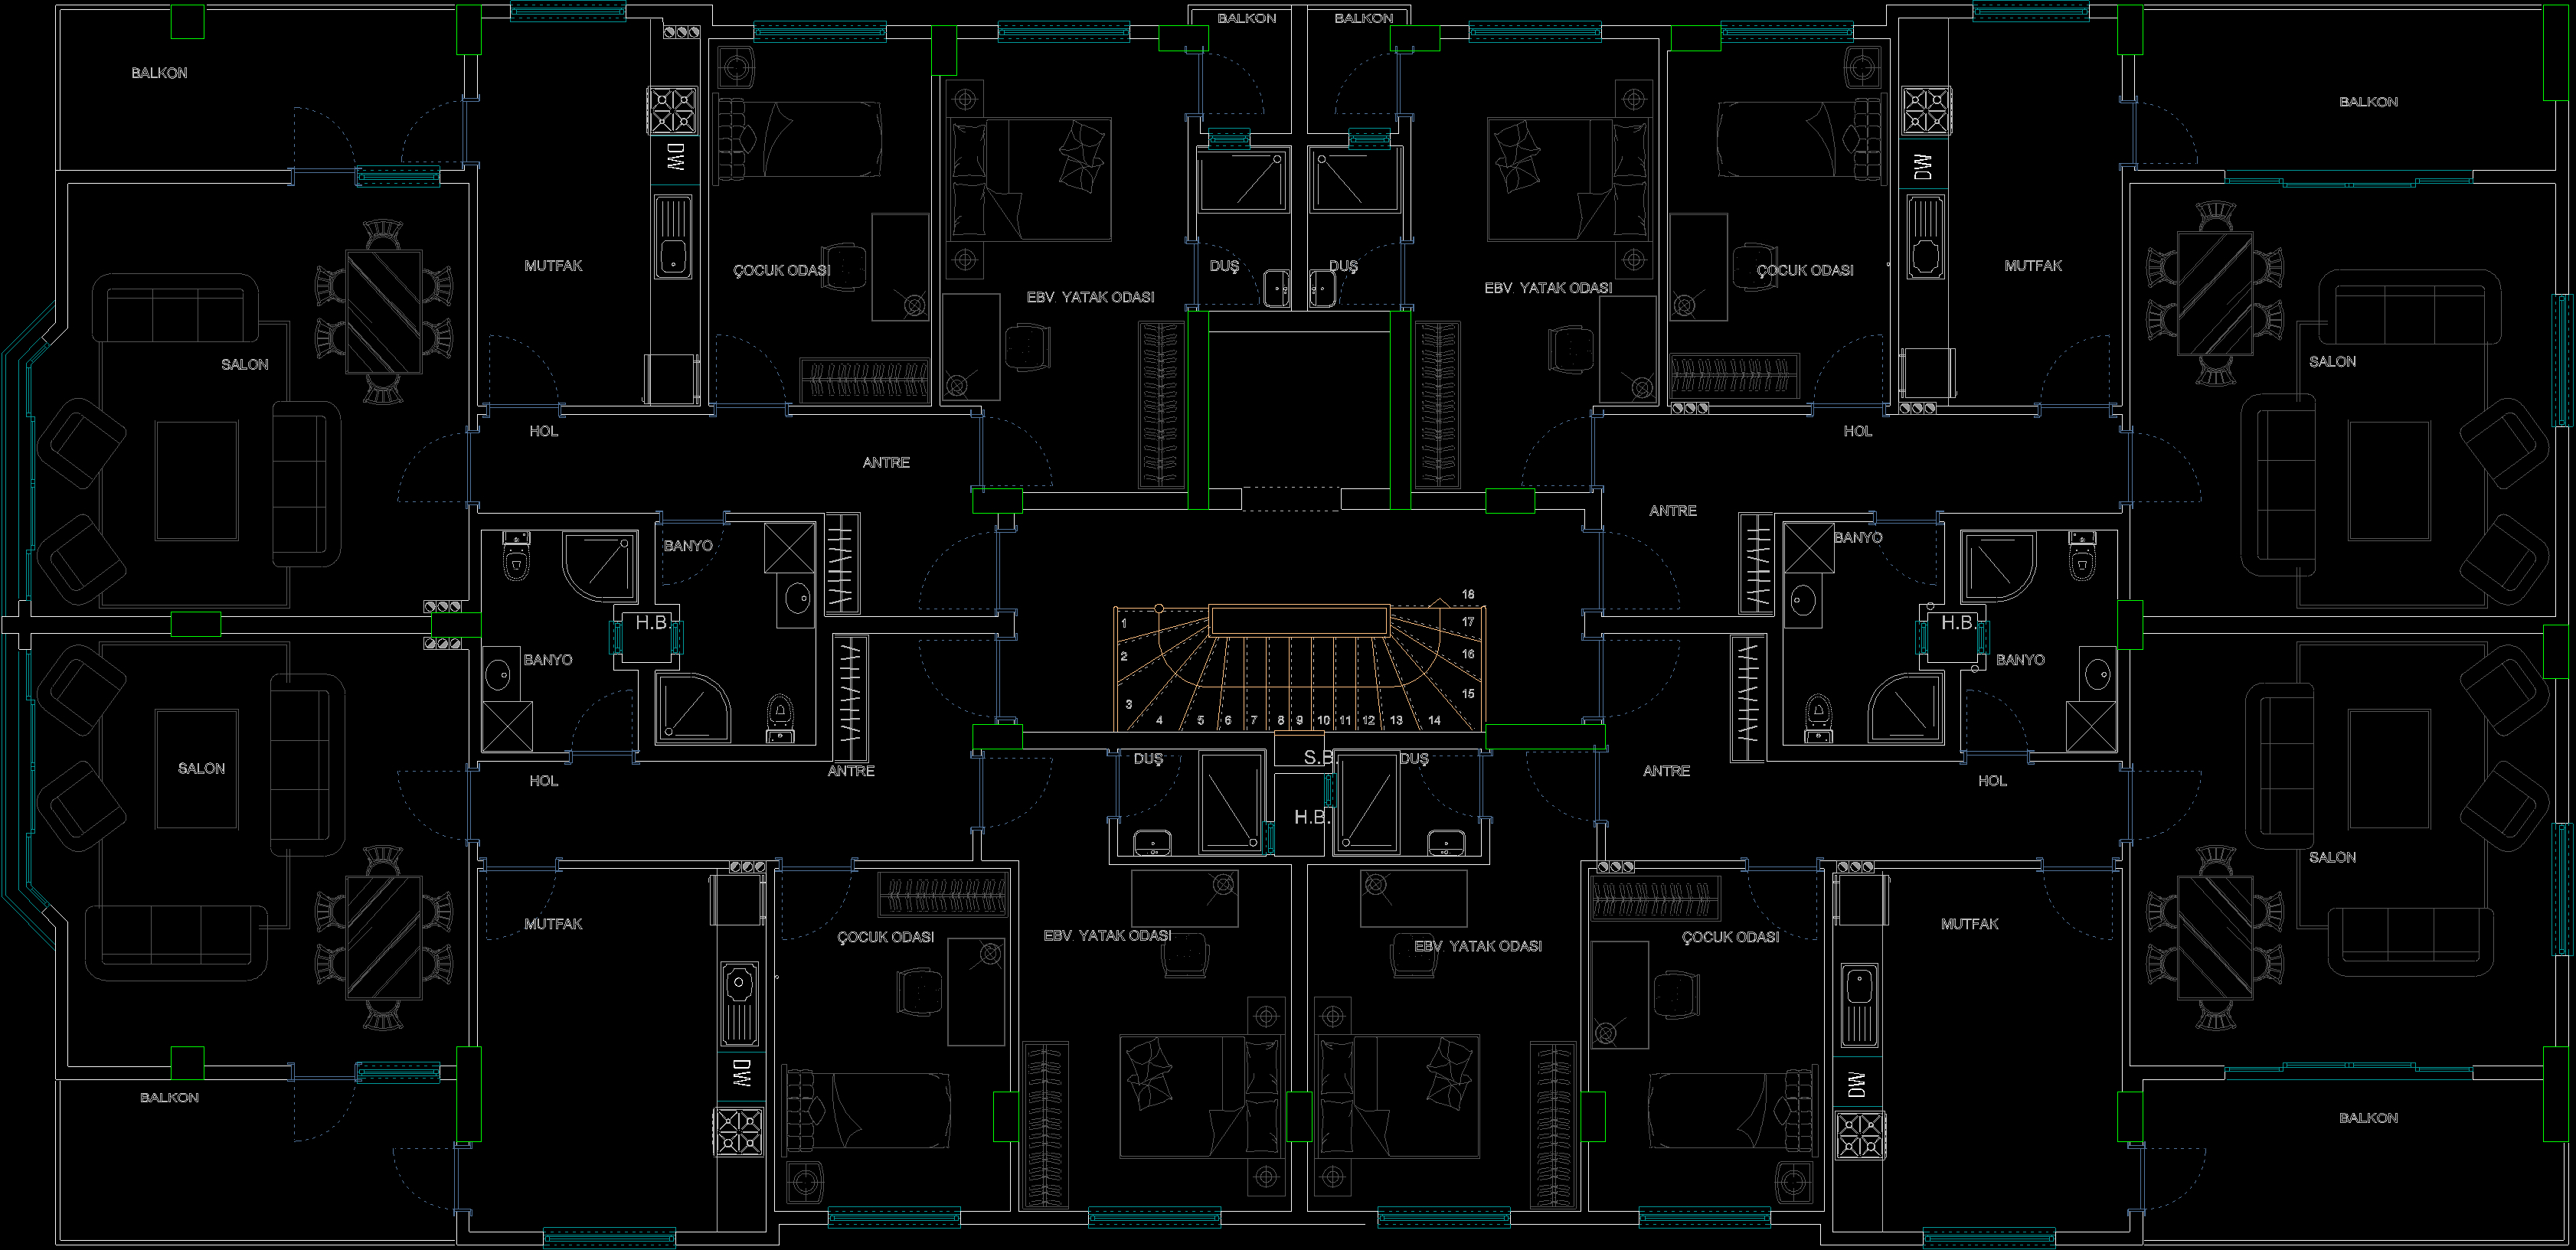 BALKON
BALKON
BALKON
BALKON
DW
DW
MUTFAK
ÇOCUK ODASI
DUŞ
DUŞ
ÇOCUK ODASI
MUTFAK
EBV. YATAK ODASI
EBV. YATAK ODASI
SALON
SALON
HOL
HOL
ANTRE
ANTRE
BANYO
BANYO
H.B.
H.B.
BANYO
BANYO
18
1
17
2
16
15
3
4
5
6
7
8
9
10
11
12
13
14
SALON
HOL
ANTRE
DUŞ
S.B.
DUŞ
ANTRE
HOL
H.B.
SALON
MUTFAK
ÇOCUK ODASI
EBV. YATAK ODASI
EBV. YATAK ODASI
ÇOCUK ODASI
MUTFAK
DW
DW
BALKON
BALKON